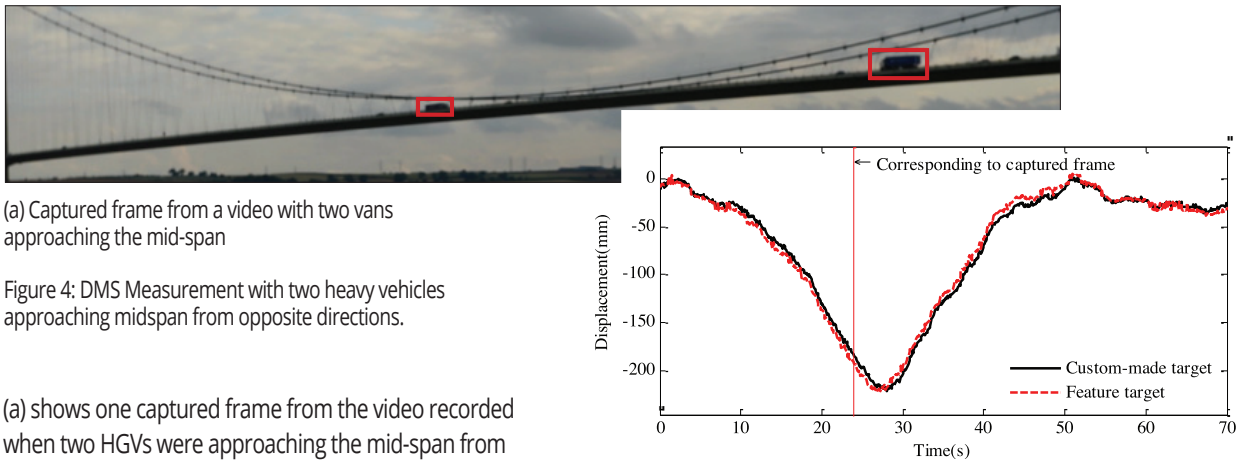 (a) Captured frame from a video with two vans
approaching the mid-span
Figure 4: DMS Measurement with two heavy vehicles
approaching midspan from opposite directions.
(a) shows one captured frame from the video recorded
when two HGVs were approaching the mid-span from
Corresponding to captured frame
Displacement(mm)
0
-50
-100
-150
-200
Custom-made target
Feature target
0 10 20 30 40 50 60 70
Time(s)